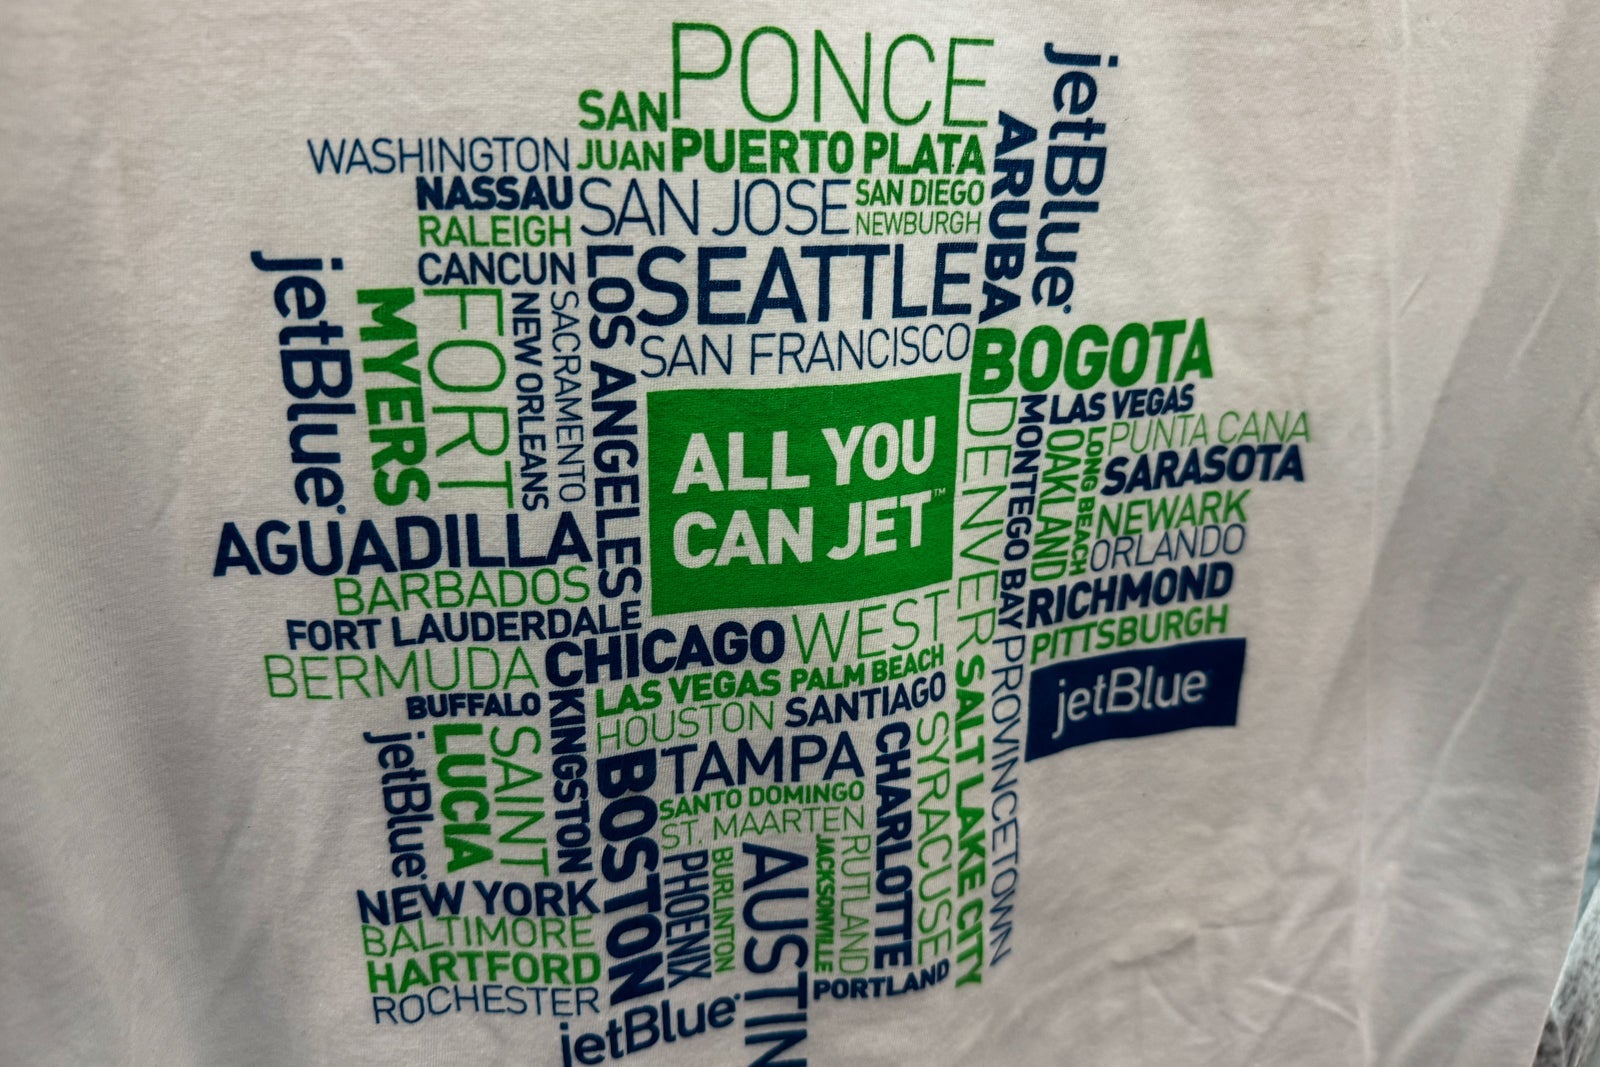 PONCE
SAN
JUAN
PUERTO PLATA
jetBlue
ARUBA
WASHINGTON
NASSAU
RALEIGH
CANCUN
SAN JOSE
SAN DIEGO
NEWBURGH
SEATTLE
SAN FRANCISCO
LOS ANGELES
jetBlue
FORT
MYERS
NEW ORLEANS
SACRAMENTO
BOGOTA
LAS VEGAS
PUNTA CANA
SARASOTA
NEWARK
ORLANDO
RICHMOND
PITTSBURGH
jetBlue
DENVER
MONTEGO BAY
OAKLAND
LONG BEACH
ALL YOU
CAN JET™
AGUADILLA
BARBADOS
FORT LAUDERDALE
BERMUDA
BUFFALO
CHICAGO
WEST
PALM BEACH
LAS VEGAS
HOUSTON
SANTIAGO
TAMPA
SANTO DOMINGO
ST. MAARTEN
jetBlue
SAINT
LUCIA
KINGSTON
BOSTON
PHOENIX
BURLINTON
AUSTIN
JACKSONVILLE
RUTLAND
CHARLOTTE
SYRACUSE
SALT LAKE CITY
PROVINCETOWN
NEW YORK
BALTIMORE
HARTFORD
ROCHESTER
PORTLAND
jetBlue